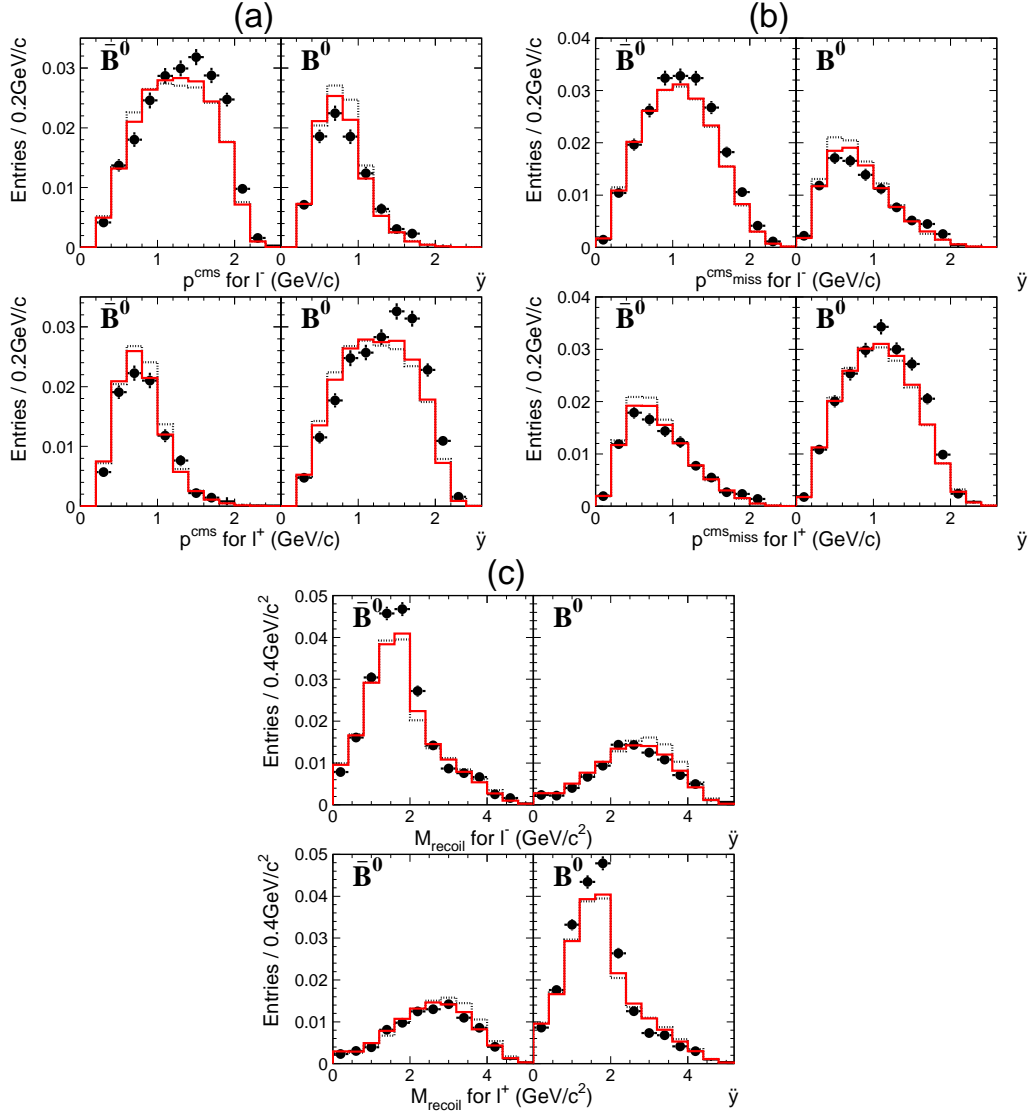 (a)
Entries / 0.2GeV/c
0.03
0.02
0.01
0
B̄⁰
B⁰
0 1 2 0 1 2
pᶜᵐˢ for l⁻ (GeV/c) ÿ
Entries / 0.2GeV/c
0.03
0.02
0.01
0
B̄⁰
B⁰
0 1 2 0 1 2
pᶜᵐˢ for l⁺ (GeV/c) ÿ
(b)
Entries / 0.2GeV/c
0.04
0.03
0.02
0.01
0
B̄⁰
B⁰
0 1 2 0 1 2
pᶜᵐˢmiss for l⁻ (GeV/c) ÿ
Entries / 0.2GeV/c
0.04
0.03
0.02
0.01
0
B̄⁰
B⁰
0 1 2 0 1 2
pᶜᵐˢmiss for l⁺ (GeV/c) ÿ
(c)
Entries / 0.4GeV/c²
0.05
0.04
0.03
0.02
0.01
0
B̄⁰
B⁰
0 2 4 0 2 4
Mrecoil for l⁻ (GeV/c²) ÿ
Entries / 0.4GeV/c²
0.05
0.04
0.03
0.02
0.01
0
B̄⁰
B⁰
0 2 4 0 2 4
Mrecoil for l⁺ (GeV/c²) ÿ